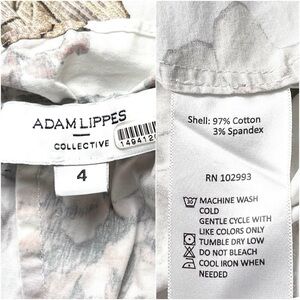 ADAM LIPPES
COLLECTIVE
4
Shell: 97% Cotton
3% Spandex
RN 102993
MACHINE WASH
COLD
GENTLE CYCLE WITH
LIKE COLORS ONLY
TUMBLE DRY LOW
DO NOT BLEACH
COOL IRON WHEN
NEEDED